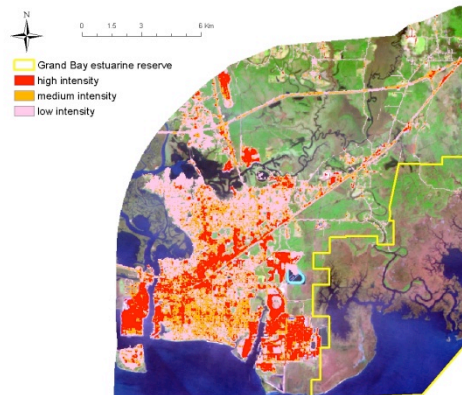 N
0 1.5 3 6 Km
Grand Bay estuarine reserve
high intensity
medium intensity
low intensity